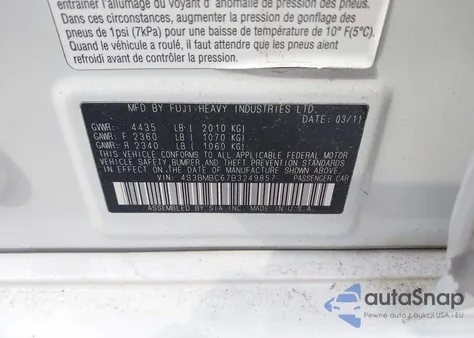 entraîner l'allumage du voyant d' anomalie de pression des pneus.
Dans ces circonstances, augmenter la pression de gonflage
des pneus de 1psi (7kPa) pour une baisse de température de 10° F(5°C).
Quand le véhicule a roulé, il faut attendre que les pneus soient
refroidis avant de contrôler la pression.
MFD BY FUJI HEAVY INDUSTRIES LTD.
DATE: 03/11
GVWR: 4435 LB ( 2010 KG)
GAWR: F 2360 LB ( 1070 KG)
GAWR: R 2340 LB ( 1060 KG)
THIS VEHICLE CONFORMS TO ALL APPLICABLE FEDERAL MOTOR
VEHICLE SAFETY, BUMPER, AND THEFT PREVENTION STANDARDS
IN EFFECT ON THE DATE OF MANUFACTURE SHOWN ABOVE.
VIN: 4S3BMBC67B3249857 PASSENGER CAR
ASSEMBLED BY SIA INC. MADE IN U.S.A.
autoSnap
Pewne auta z aukcji USA i EU